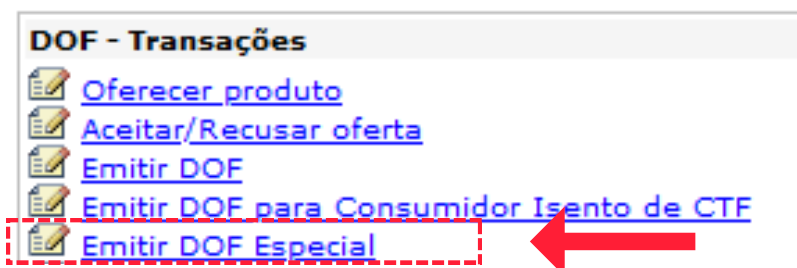 DOF - Transações
Oferecer produto
Aceitar/Recusar oferta
Emitir DOF
Emitir DOF para Consumidor Isento de CTF
Emitir DOF Especial